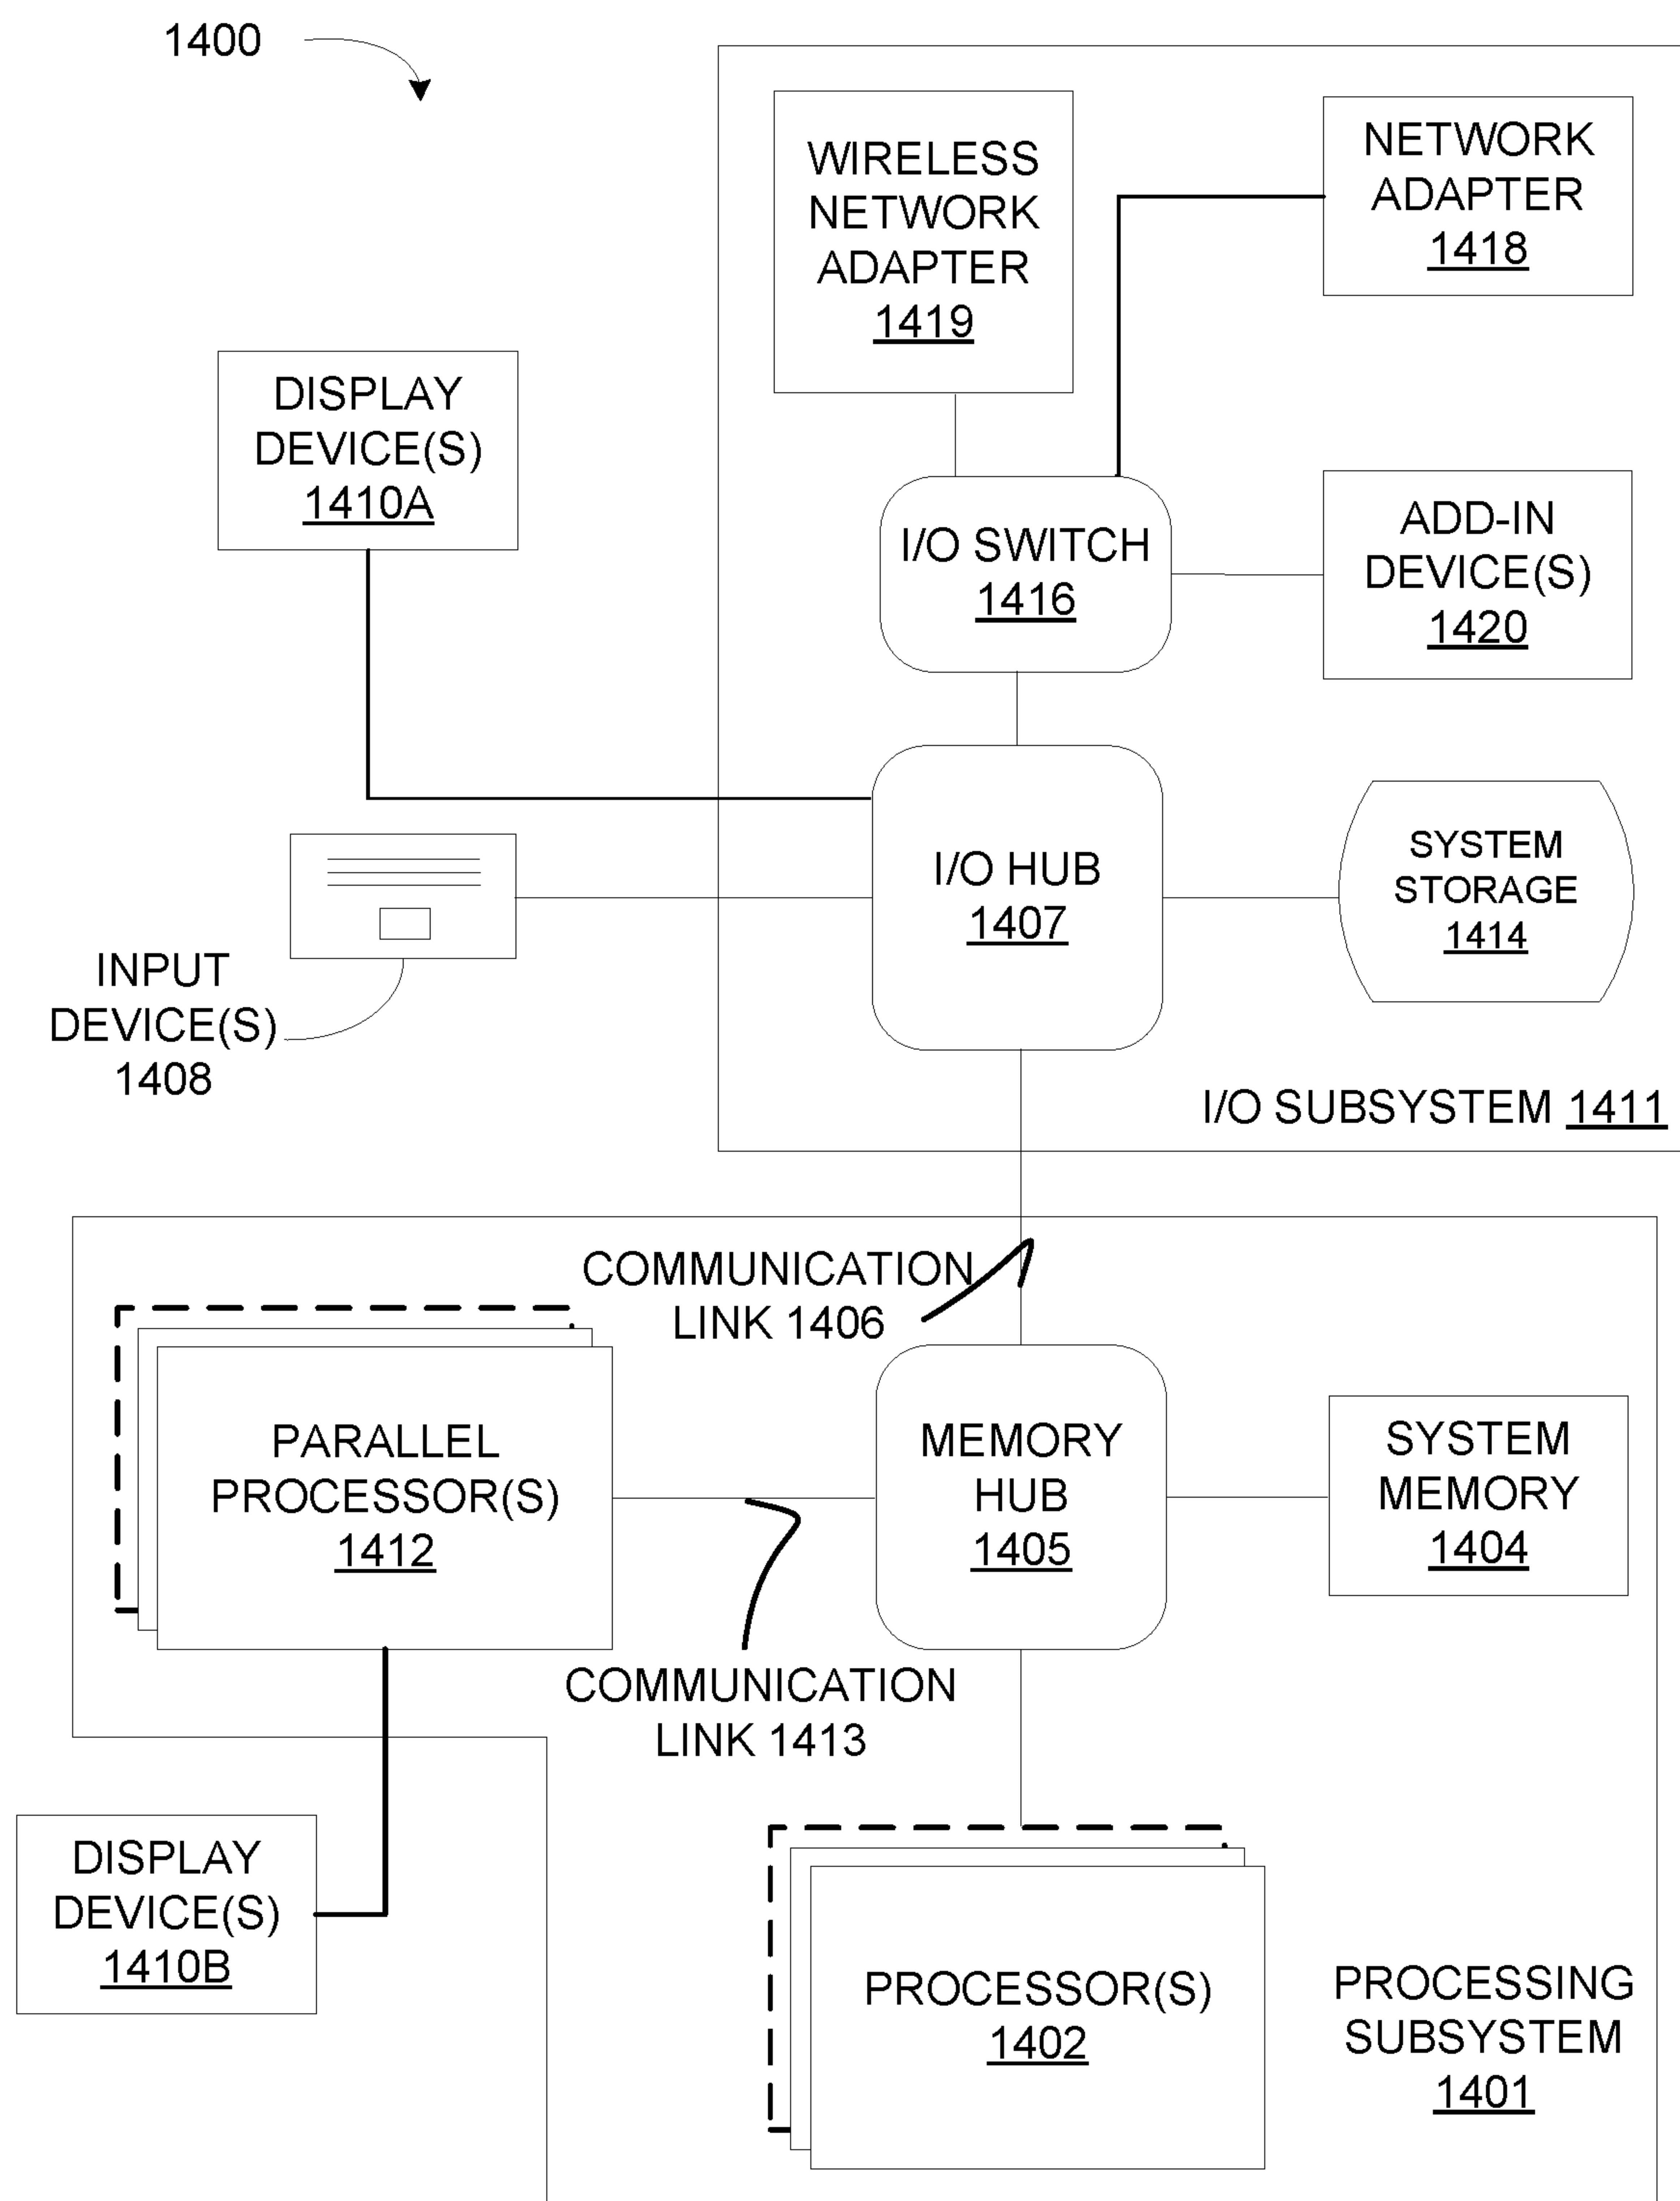 1400
WIRELESS
NETWORK
ADAPTER
1419
NETWORK
ADAPTER
1418
DISPLAY
DEVICE(S)
1410A
I/O SWITCH
1416
ADD-IN
DEVICE(S)
1420
I/O HUB
1407
SYSTEM
STORAGE
1414
INPUT
DEVICE(S)
1408
I/O SUBSYSTEM 1411
COMMUNICATION
LINK 1406
PARALLEL
PROCESSOR(S)
1412
MEMORY
HUB
1405
SYSTEM
MEMORY
1404
COMMUNICATION
LINK 1413
DISPLAY
DEVICE(S)
1410B
PROCESSOR(S)
1402
PROCESSING
SUBSYSTEM
1401